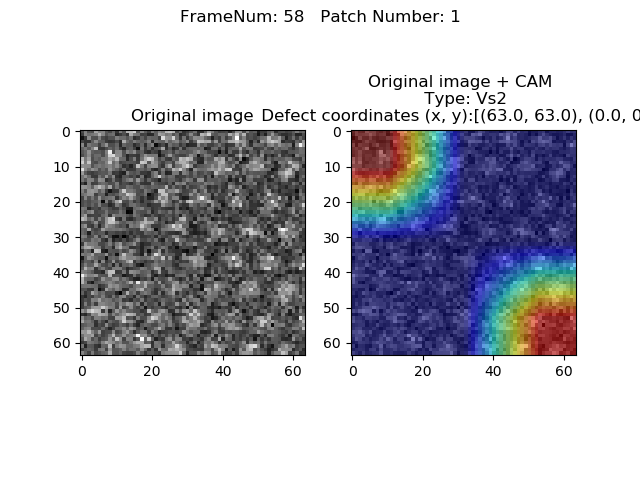 FrameNum: 58   Patch Number: 1
Original image + CAM
Type: Vs2
Original image Defect coordinates (x, y):[(63.0, 63.0), (0.0, 0
0
10
20
30
40
50
60
0 20 40 60
0
10
20
30
40
50
60
0 20 40 60